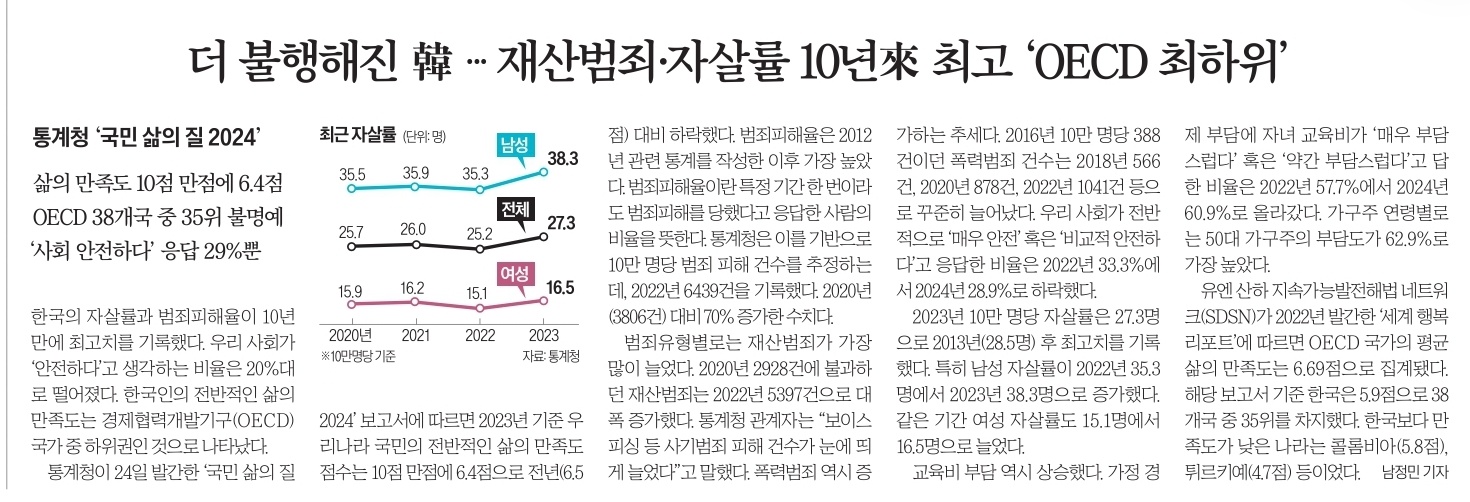 더 불행해진 韓 … 재산범죄·자살률 10년來 최고 ‘OECD 최하위’
통계청 ‘국민 삶의 질 2024’
삶의 만족도 10점 만점에 6.4점
OECD 38개국 중 35위 불명예
‘사회 안전하다’ 응답 29%뿐
한국의 자살률과 범죄피해율이 10년
만에 최고치를 기록했다. 우리 사회가
‘안전하다’고 생각하는 비율은 20%대
로 떨어졌다. 한국인의 전반적인 삶의
만족도는 경제협력개발기구(OECD)
국가 중 하위권인 것으로 나타났다.
통계청이 24일 발간한 ‘국민 삶의 질
최근 자살률 (단위: 명)
남성
35.5 35.9 35.3 38.3
전체
25.7 26.0 25.2 27.3
여성
15.9 16.2 15.1 16.5
2020년 2021 2022 2023
※10만명당 기준 자료: 통계청
2024’ 보고서에 따르면 2023년 기준 우
리나라 국민의 전반적인 삶의 만족도
점수는 10점 만점에 6.4점으로 전년(6.5
점) 대비 하락했다. 범죄피해율은 2012
년 관련 통계를 작성한 이후 가장 높았
다. 범죄피해율이란 특정 기간 한 번이라
도 범죄피해를 당했다고 응답한 사람의
비율을 뜻한다. 통계청은 이를 기반으로
10만 명당 범죄 피해 건수를 추정하는
데, 2022년 6439건을 기록했다. 2020년
(3806건) 대비 70% 증가한 수치다.
범죄유형별로는 재산범죄가 가장
많이 늘었다. 2020년 2928건에 불과하
던 재산범죄는 2022년 5397건으로 대
폭 증가했다. 통계청 관계자는 “보이스
피싱 등 사기범죄 피해 건수가 눈에 띄
게 늘었다”고 말했다. 폭력범죄 역시 증
가하는 추세다. 2016년 10만 명당 388
건이던 폭력범죄 건수는 2018년 566
건, 2020년 878건, 2022년 1041건 등으
로 꾸준히 늘어났다. 우리 사회가 전반
적으로 ‘매우 안전’ 혹은 ‘비교적 안전하
다’고 응답한 비율은 2022년 33.3%에
서 2024년 28.9%로 하락했다.
2023년 10만 명당 자살률은 27.3명
으로 2013년(28.5명) 후 최고치를 기록
했다. 특히 남성 자살률이 2022년 35.3
명에서 2023년 38.3명으로 증가했다.
같은 기간 여성 자살률도 15.1명에서
16.5명으로 늘었다.
교육비 부담 역시 상승했다. 가정 경
제 부담에 자녀 교육비가 ‘매우 부담
스럽다’ 혹은 ‘약간 부담스럽다’고 답
한 비율은 2022년 57.7%에서 2024년
60.9%로 올라갔다. 가구주 연령별로
는 50대 가구주의 부담도가 62.9%로
가장 높았다.
유엔 산하 지속가능발전해법 네트워
크(SDSN)가 2022년 발간한 ‘세계 행복
리포트’에 따르면 OECD 국가의 평균
삶의 만족도는 6.69점으로 집계됐다.
해당 보고서 기준 한국은 5.9점으로 38
개국 중 35위를 차지했다. 한국보다 만
족도가 낮은 나라는 콜롬비아(5.8점),
튀르키예(4.7점) 등이었다. 남정민 기자